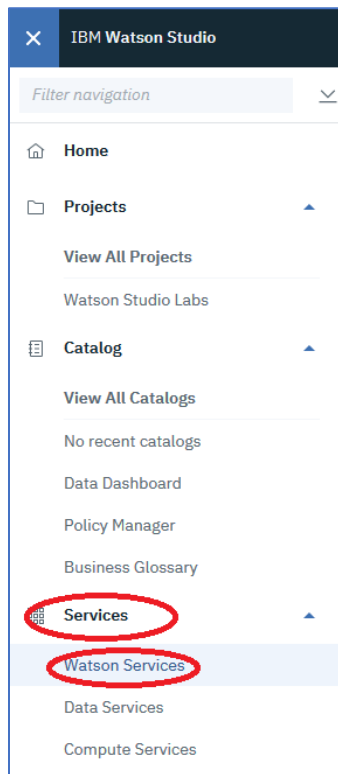 IBM Watson Studio
Filter navigation
Home
Projects
View All Projects
Watson Studio Labs
Catalog
View All Catalogs
No recent catalogs
Data Dashboard
Policy Manager
Business Glossary
Services
Watson Services
Data Services
Compute Services